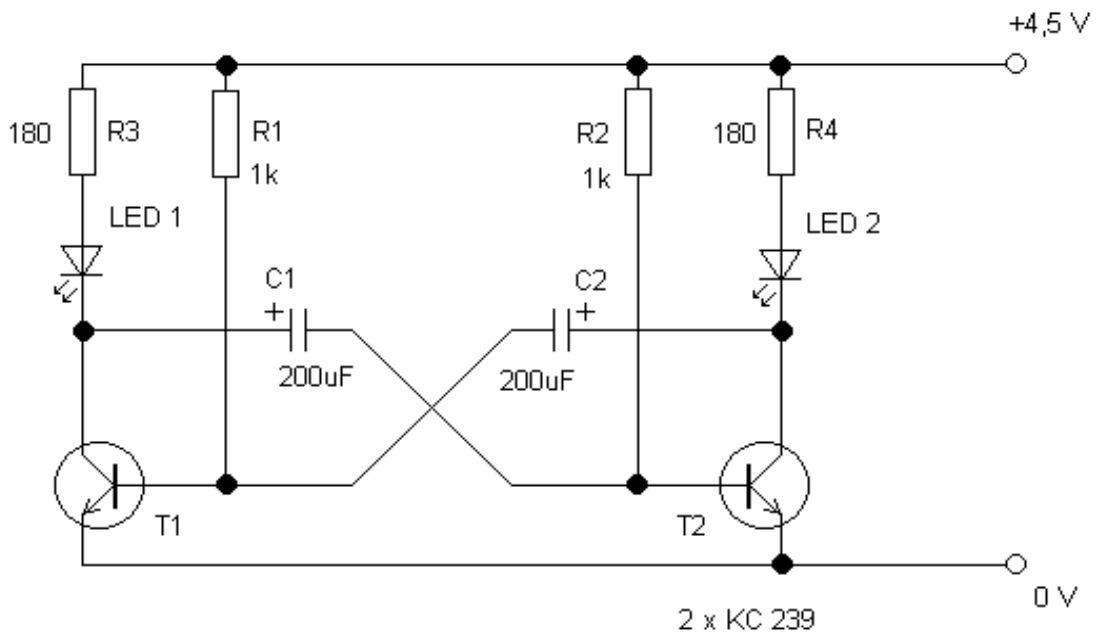 +4,5 V
180
R3
R1
1k
R2
1k
180
R4
LED 1
LED 2
C1
+
200uF
C2
+
200uF
T1
T2
0 V
2 x KC 239